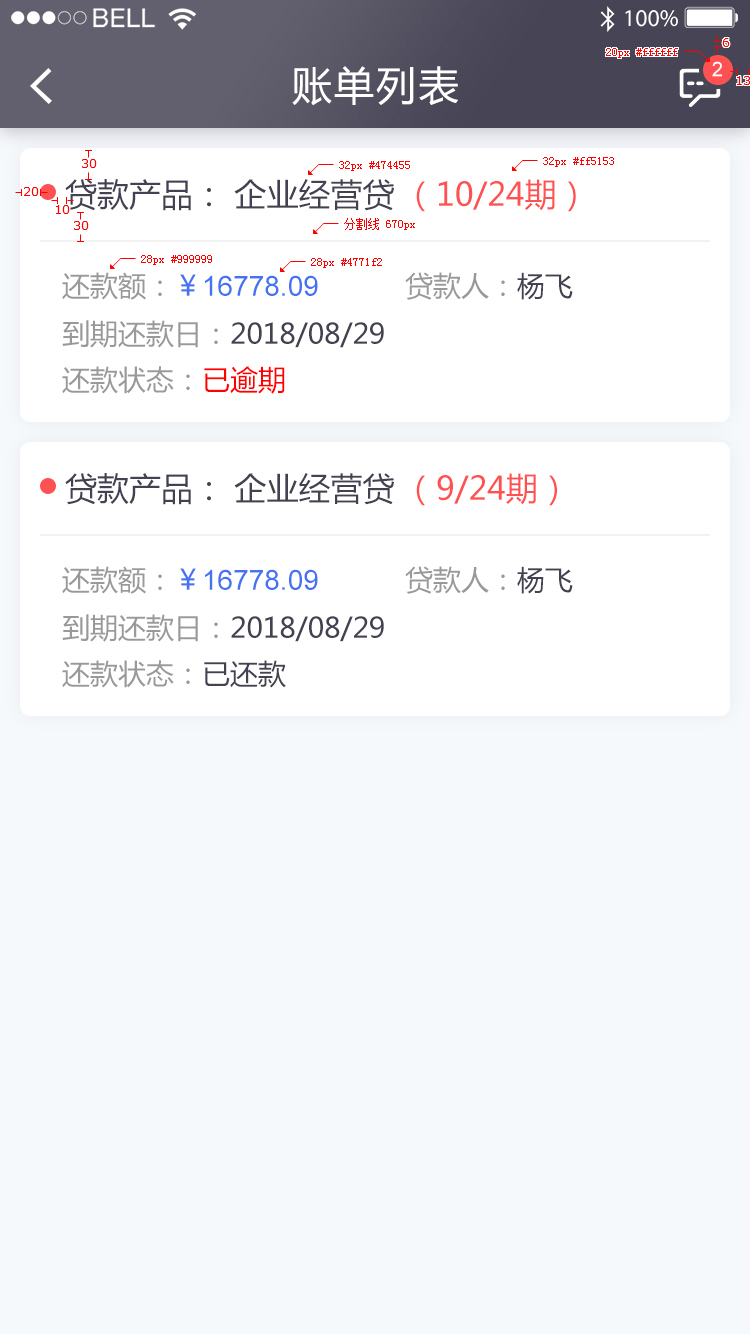 BELL 100%
20px #ffffff 6
账单列表 2 13
30 32px #474455 32px #ff5153
20 贷款产品： 企业经营贷（10/24期）
10
30 分割线 670px
28px #999999 28px #4771f2
还款额：￥16778.09 贷款人：杨飞
到期还款日：2018/08/29
还款状态：已逾期
贷款产品： 企业经营贷（9/24期）
还款额：￥16778.09 贷款人：杨飞
到期还款日：2018/08/29
还款状态：已还款